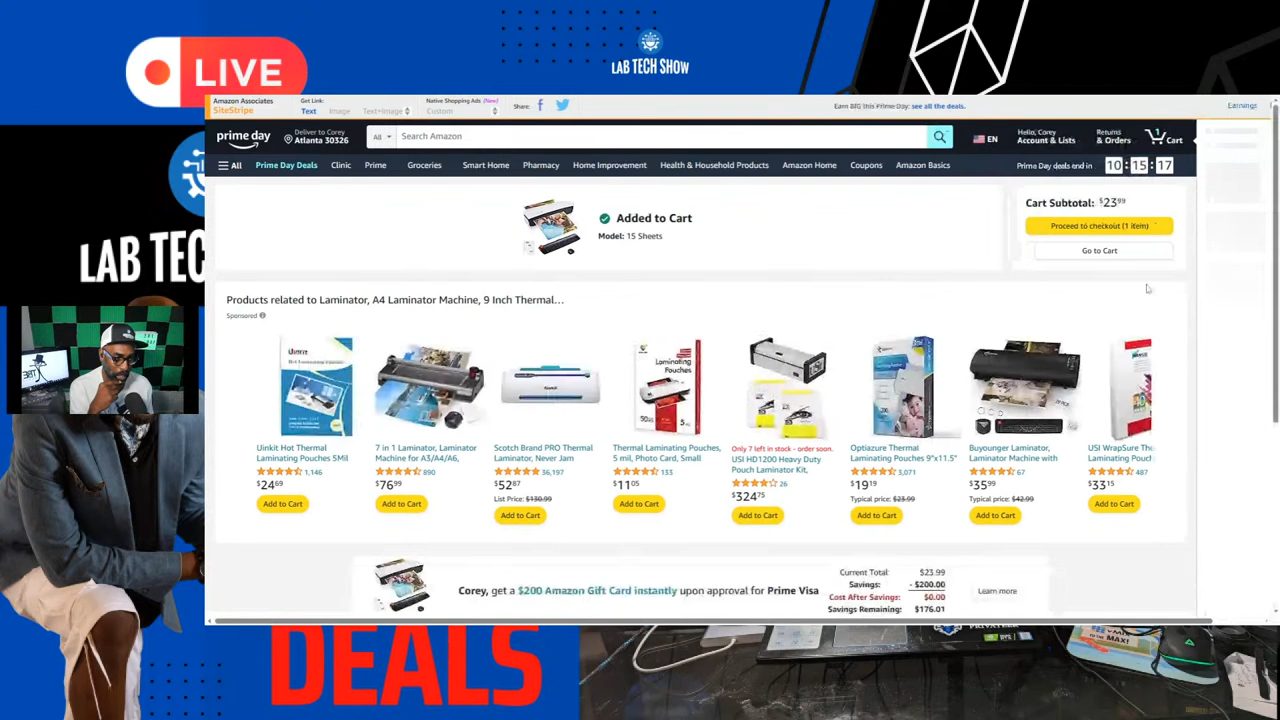 LIVE
LAB TECH SHOW
LAB TEC
Amazon Associates
SiteStripe
Get Link:
Text Image Text+Image
Native Shopping Ads (New)
Custom
Share:
Earn BIG this Prime Day: see all the deals.
Earnings
prime day
Deliver to Corey
Atlanta 30326
All
Search Amazon
EN
Hello, Corey
Account & Lists
Returns
& Orders
1
Cart
All
Prime Day Deals
Clinic
Prime
Groceries
Smart Home
Pharmacy
Home Improvement
Health & Household Products
Amazon Home
Coupons
Amazon Basics
Prime Day deals end in 10:15:17
Added to Cart
Model: 15 Sheets
Cart Subtotal: $23.99
Proceed to checkout (1 item)
Go to Cart
Products related to Laminator, A4 Laminator Machine, 9 Inch Thermal…
Sponsored
Uinkit Hot Thermal
Laminating Pouches 5Mil
1,146
$24.69
Add to Cart
7 in 1 Laminator, Laminator
Machine for A3/A4/A6,
890
$76.99
Add to Cart
Scotch Brand PRO Thermal
Laminator, Never Jam
36,197
$52.87
List Price: $130.99
Add to Cart
Laminating
Pouches
Thermal Laminating Pouches,
5 mil, Photo Card, Small
133
$11.05
Add to Cart
Only 7 left in stock - order soon.
USI HD1200 Heavy Duty
Pouch Laminator Kit,
26
$324.75
Add to Cart
Optiazure Thermal
Laminating Pouches 9"x11.5"
3,071
$19.19
Typical price: $23.99
Add to Cart
Buyounger Laminator,
Laminator Machine with
67
$35.99
Typical price: $42.99
Add to Cart
USI WrapSure The
Laminating Pouch
487
$33.15
Add to Cart
Corey, get a $200 Amazon Gift Card instantly upon approval for Prime Visa
Current Total: $23.99
Savings: - $200.00
Cost After Savings: $0.00
Savings Remaining: $176.01
Learn more
DEALS